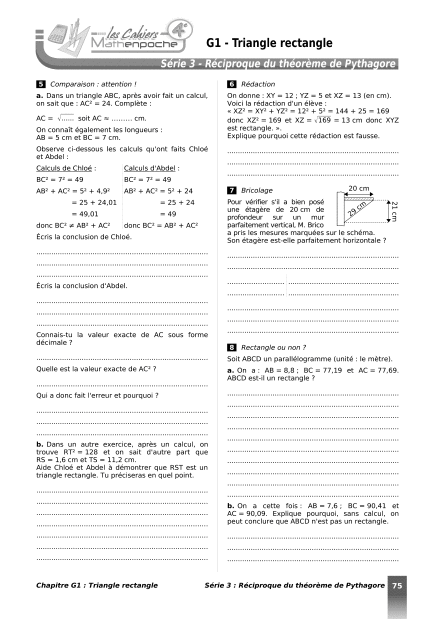 les Cahiers
Mathenpoche
4e
G1 - Triangle rectangle
Série 3 - Réciproque du théorème de Pythagore
5 Comparaison : attention !
a. Dans un triangle ABC, après avoir fait un calcul,
on sait que : AC² = 24. Complète :
AC = √...... soit AC ≈ ......... cm.
On connaît également les longueurs :
AB = 5 cm et BC = 7 cm.
Observe ci-dessous les calculs qu'ont faits Chloé
et Abdel :
Calculs de Chloé :
BC² = 7² = 49
AB² + AC² = 5² + 4,9²
= 25 + 24,01
= 49,01
donc BC² ≠ AB² + AC²
Calculs d'Abdel :
BC² = 7² = 49
AB² + AC² = 5² + 24
= 25 + 24
= 49
donc BC² = AB² + AC²
Écris la conclusion de Chloé.
Écris la conclusion d'Abdel.
Connais-tu la valeur exacte de AC sous forme
décimale ?
Quelle est la valeur exacte de AC² ?
Qui a donc fait l'erreur et pourquoi ?
b. Dans un autre exercice, après un calcul, on
trouve RT² = 128 et on sait d'autre part que
RS = 1,6 cm et TS = 11,2 cm.
Aide Chloé et Abdel à démontrer que RST est un
triangle rectangle. Tu préciseras en quel point.
6 Rédaction
On donne : XY = 12 ; YZ = 5 et XZ = 13 (en cm).
Voici la rédaction d'un élève :
« XZ² = XY² + YZ² = 12² + 5² = 144 + 25 = 169
donc XZ² = 169 et XZ = √169 = 13 cm donc XYZ
est rectangle. ».
Explique pourquoi cette rédaction est fausse.
7 Bricolage
Pour vérifier s'il a bien posé
une étagère de 20 cm de
profondeur sur un mur
parfaitement vertical, M. Brico
a pris les mesures marquées sur le schéma.
Son étagère est-elle parfaitement horizontale ?
20 cm
29 cm
21 cm
8 Rectangle ou non ?
Soit ABCD un parallélogramme (unité : le mètre).
a. On a : AB = 8,8 ; BC = 77,19 et AC = 77,69.
ABCD est-il un rectangle ?
b. On a cette fois : AB = 7,6 ; BC = 90,41 et
AC = 90,09. Explique pourquoi, sans calcul, on
peut conclure que ABCD n'est pas un rectangle.
Chapitre G1 : Triangle rectangle
Série 3 : Réciproque du théorème de Pythagore
75